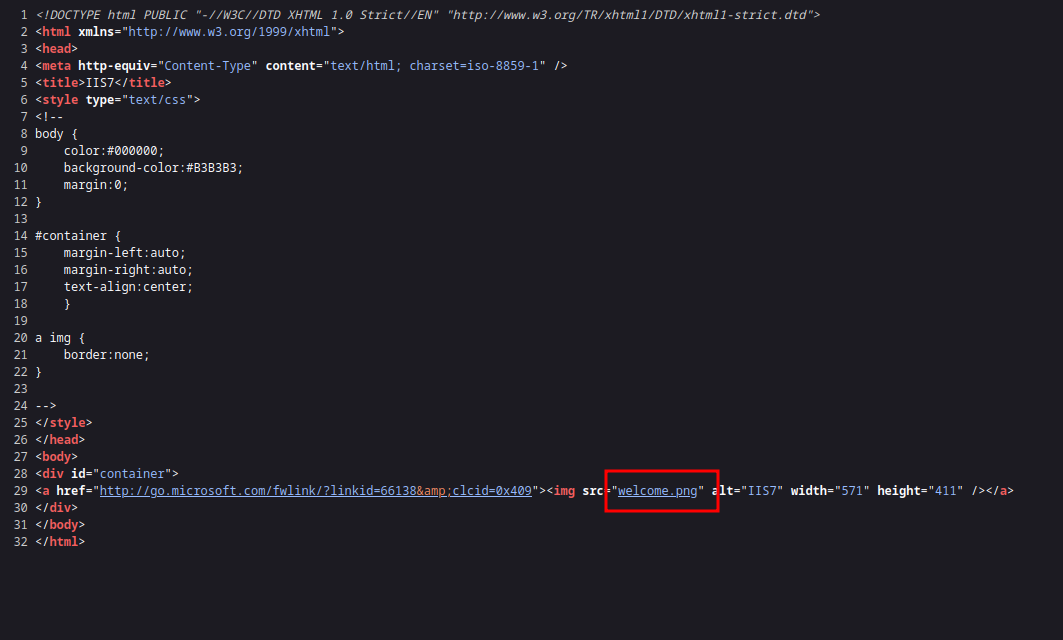 1 <!DOCTYPE html PUBLIC "-//W3C//DTD XHTML 1.0 Strict//EN" "http://www.w3.org/TR/xhtml1/DTD/xhtml1-strict.dtd">
2 <html xmlns="http://www.w3.org/1999/xhtml">
3 <head>
4 <meta http-equiv="Content-Type" content="text/html; charset=iso-8859-1" />
5 <title>IIS7</title>
6 <style type="text/css">
7 <!--
8 body {
9     color:#000000;
10     background-color:#B3B3B3;
11     margin:0;
12 }
13
14 #container {
15     margin-left:auto;
16     margin-right:auto;
17     text-align:center;
18     }
19
20 a img {
21     border:none;
22 }
23
24 -->
25 </style>
26 </head>
27 <body>
28 <div id="container">
29 <a href="http://go.microsoft.com/fwlink/?linkid=66138&amp;clcid=0x409"><img src="welcome.png" alt="IIS7" width="571" height="411" /></a>
30 </div>
31 </body>
32 </html>